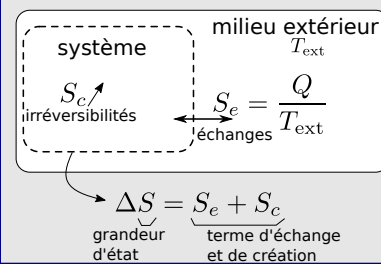 milieu extérieur
T_ext
système
S_c
irréversibilités
S_e = Q / T_ext
échanges
ΔS = S_e + S_c
grandeur
d'état
terme d'échange
et de création